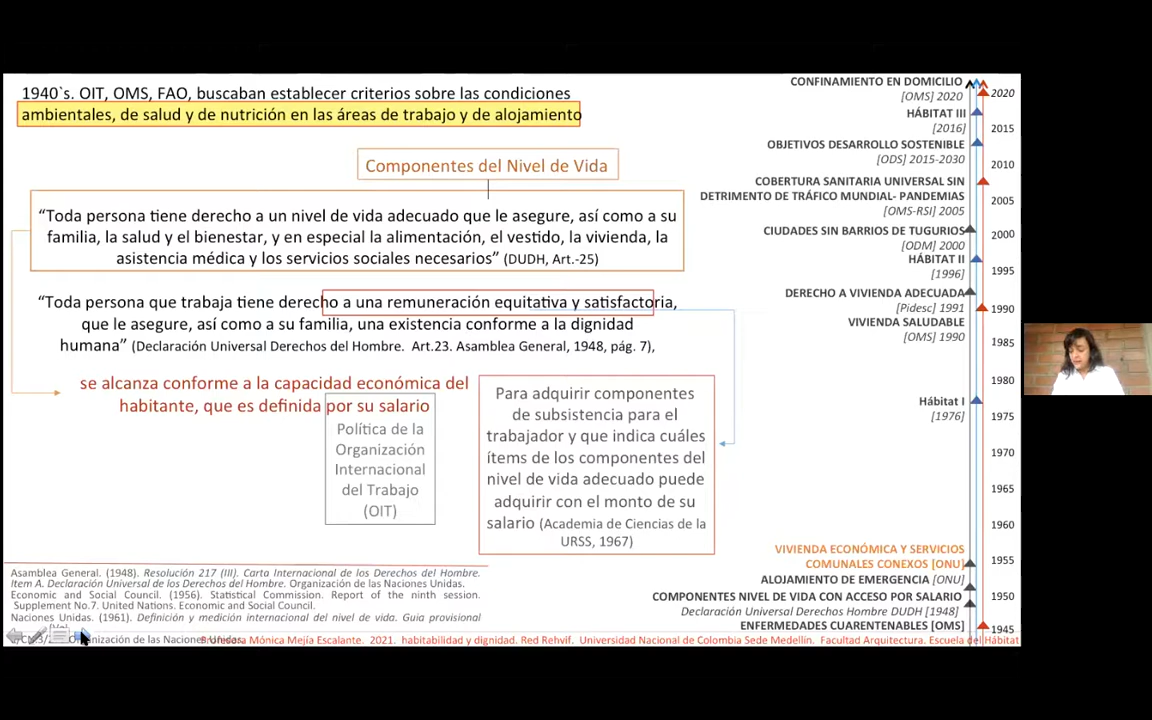 1940`s. OIT, OMS, FAO, buscaban establecer criterios sobre las condiciones
ambientales, de salud y de nutrición en las áreas de trabajo y de alojamiento
Componentes del Nivel de Vida
“Toda persona tiene derecho a un nivel de vida adecuado que le asegure, así como a su
familia, la salud y el bienestar, y en especial la alimentación, el vestido, la vivienda, la
asistencia médica y los servicios sociales necesarios” (DUDH, Art.-25)
“Toda persona que trabaja tiene derecho a una remuneración equitativa y satisfactoria,
que le asegure, así como a su familia, una existencia conforme a la dignidad
humana” (Declaración Universal Derechos del Hombre. Art.23. Asamblea General, 1948, pág. 7),
se alcanza conforme a la capacidad económica del
habitante, que es definida por su salario
Política de la
Organización
Internacional
del Trabajo
(OIT)
Para adquirir componentes
de subsistencia para el
trabajador y que indica cuáles
ítems de los componentes del
nivel de vida adecuado puede
adquirir con el monto de su
salario (Academia de Ciencias de la
URSS, 1967)
Asamblea General. (1948). Resolución 217 (III). Carta Internacional de los Derechos del Hombre.
Item A. Declaración Universal de los Derechos del Hombre. Organización de las Naciones Unidas.
Economic and Social Council. (1956). Statistical Commission. Report of the ninth session.
Supplement No.7. United Nations. Economic and Social Council.
Naciones Unidas. (1961). Definición y medición internacional del nivel de vida. Guia provisional
Organización de las Naciones Unidas.
Profesora Mónica Mejía Escalante. 2021. habitabilidad y dignidad. Red Rehvif. Universidad Nacional de Colombia Sede Medellín. Facultad Arquitectura. Escuela del Hábitat
CONFINAMIENTO EN DOMICILIO
[OMS] 2020
2020
HÁBITAT III
[2016]
2015
OBJETIVOS DESARROLLO SOSTENIBLE
[ODS] 2015-2030
2010
COBERTURA SANITARIA UNIVERSAL SIN
DETRIMENTO DE TRÁFICO MUNDIAL- PANDEMIAS
[OMS-RSI] 2005
2005
CIUDADES SIN BARRIOS DE TUGURIOS
[ODM] 2000
2000
HÁBITAT II
[1996]
1995
DERECHO A VIVIENDA ADECUADA
[Pidesc] 1991
1990
VIVIENDA SALUDABLE
[OMS] 1990
1985
1980
Hábitat I
[1976]
1975
1970
1965
1960
VIVIENDA ECONÓMICA Y SERVICIOS
COMUNALES CONEXOS [ONU]
1955
ALOJAMIENTO DE EMERGENCIA [ONU]
COMPONENTES NIVEL DE VIDA CON ACCESO POR SALARIO
1950
Declaración Universal Derechos Hombre DUDH [1948]
ENFERMEDADES CUARENTENABLES [OMS]
1945